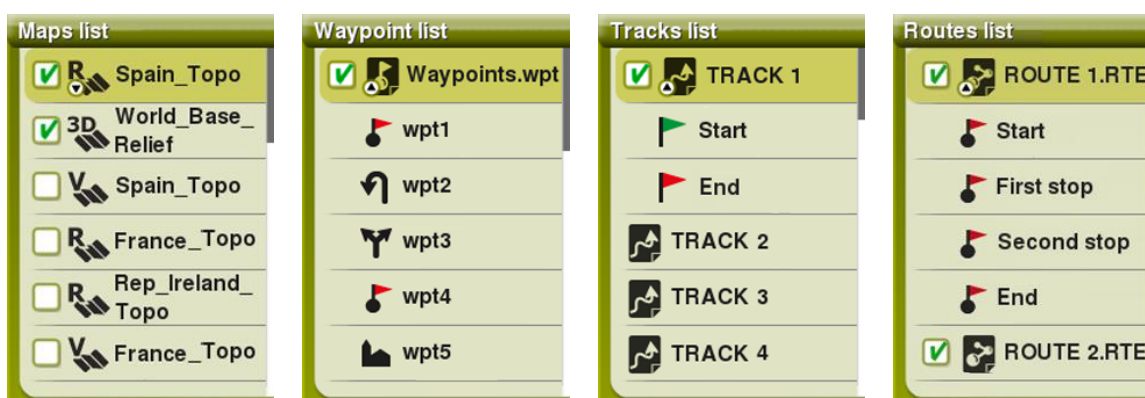 Maps list
R Spain_Topo
3D World_Base_
Relief
V Spain_Topo
R France_Topo
R Rep_Ireland_
Topo
V France_Topo
Waypoint list
Waypoints.wpt
wpt1
wpt2
wpt3
wpt4
wpt5
Tracks list
TRACK 1
Start
End
TRACK 2
TRACK 3
TRACK 4
Routes list
ROUTE 1.RTE
Start
First stop
Second stop
End
ROUTE 2.RTE